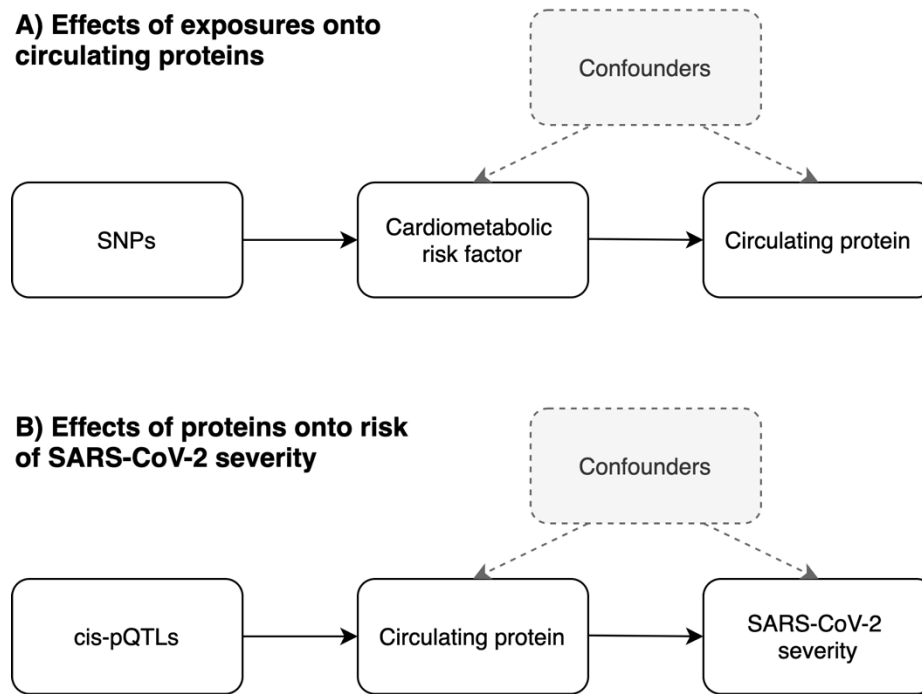 A) Effects of exposures onto
circulating proteins
Confounders
SNPs
Cardiometabolic
risk factor
Circulating protein
B) Effects of proteins onto risk
of SARS-CoV-2 severity
Confounders
cis-pQTLs
Circulating protein
SARS-CoV-2
severity